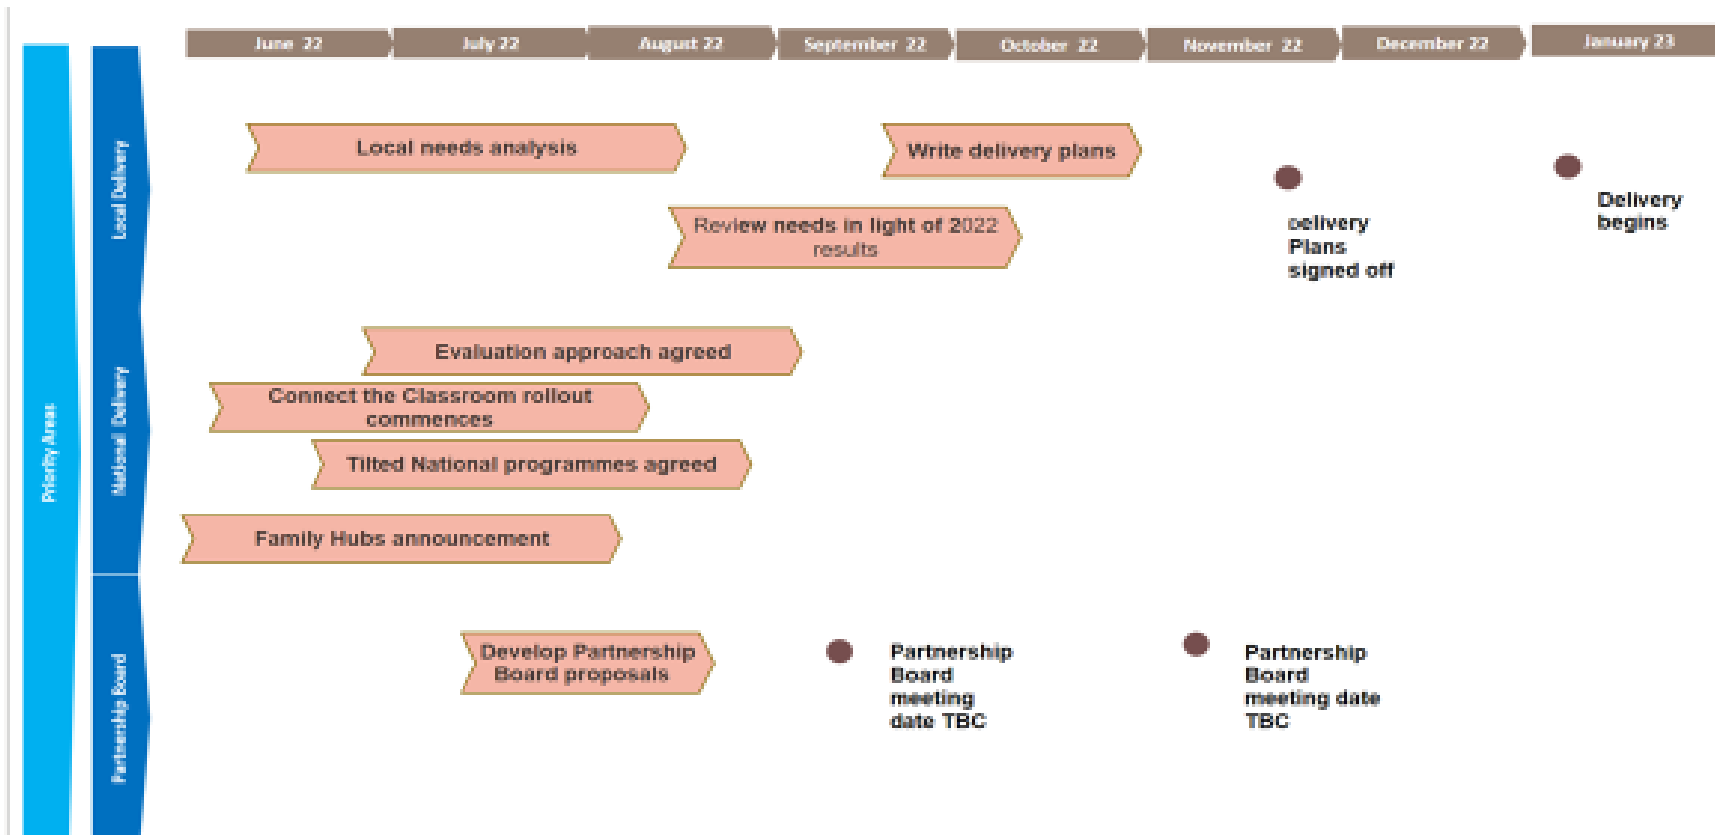 June 22
July 22
August 22
September 22
October 22
November 22
December 22
January 23
Priority Areas
Local Delivery
Local needs analysis
Write delivery plans
Review needs in light of 2022
results
Delivery
Plans
signed off
Delivery
begins
National Delivery
Evaluation approach agreed
Connect the Classroom rollout
commences
Tilted National programmes agreed
Family Hubs announcement
Partnership Board
Develop Partnership
Board proposals
Partnership
Board
meeting
date TBC
Partnership
Board
meeting date
TBC